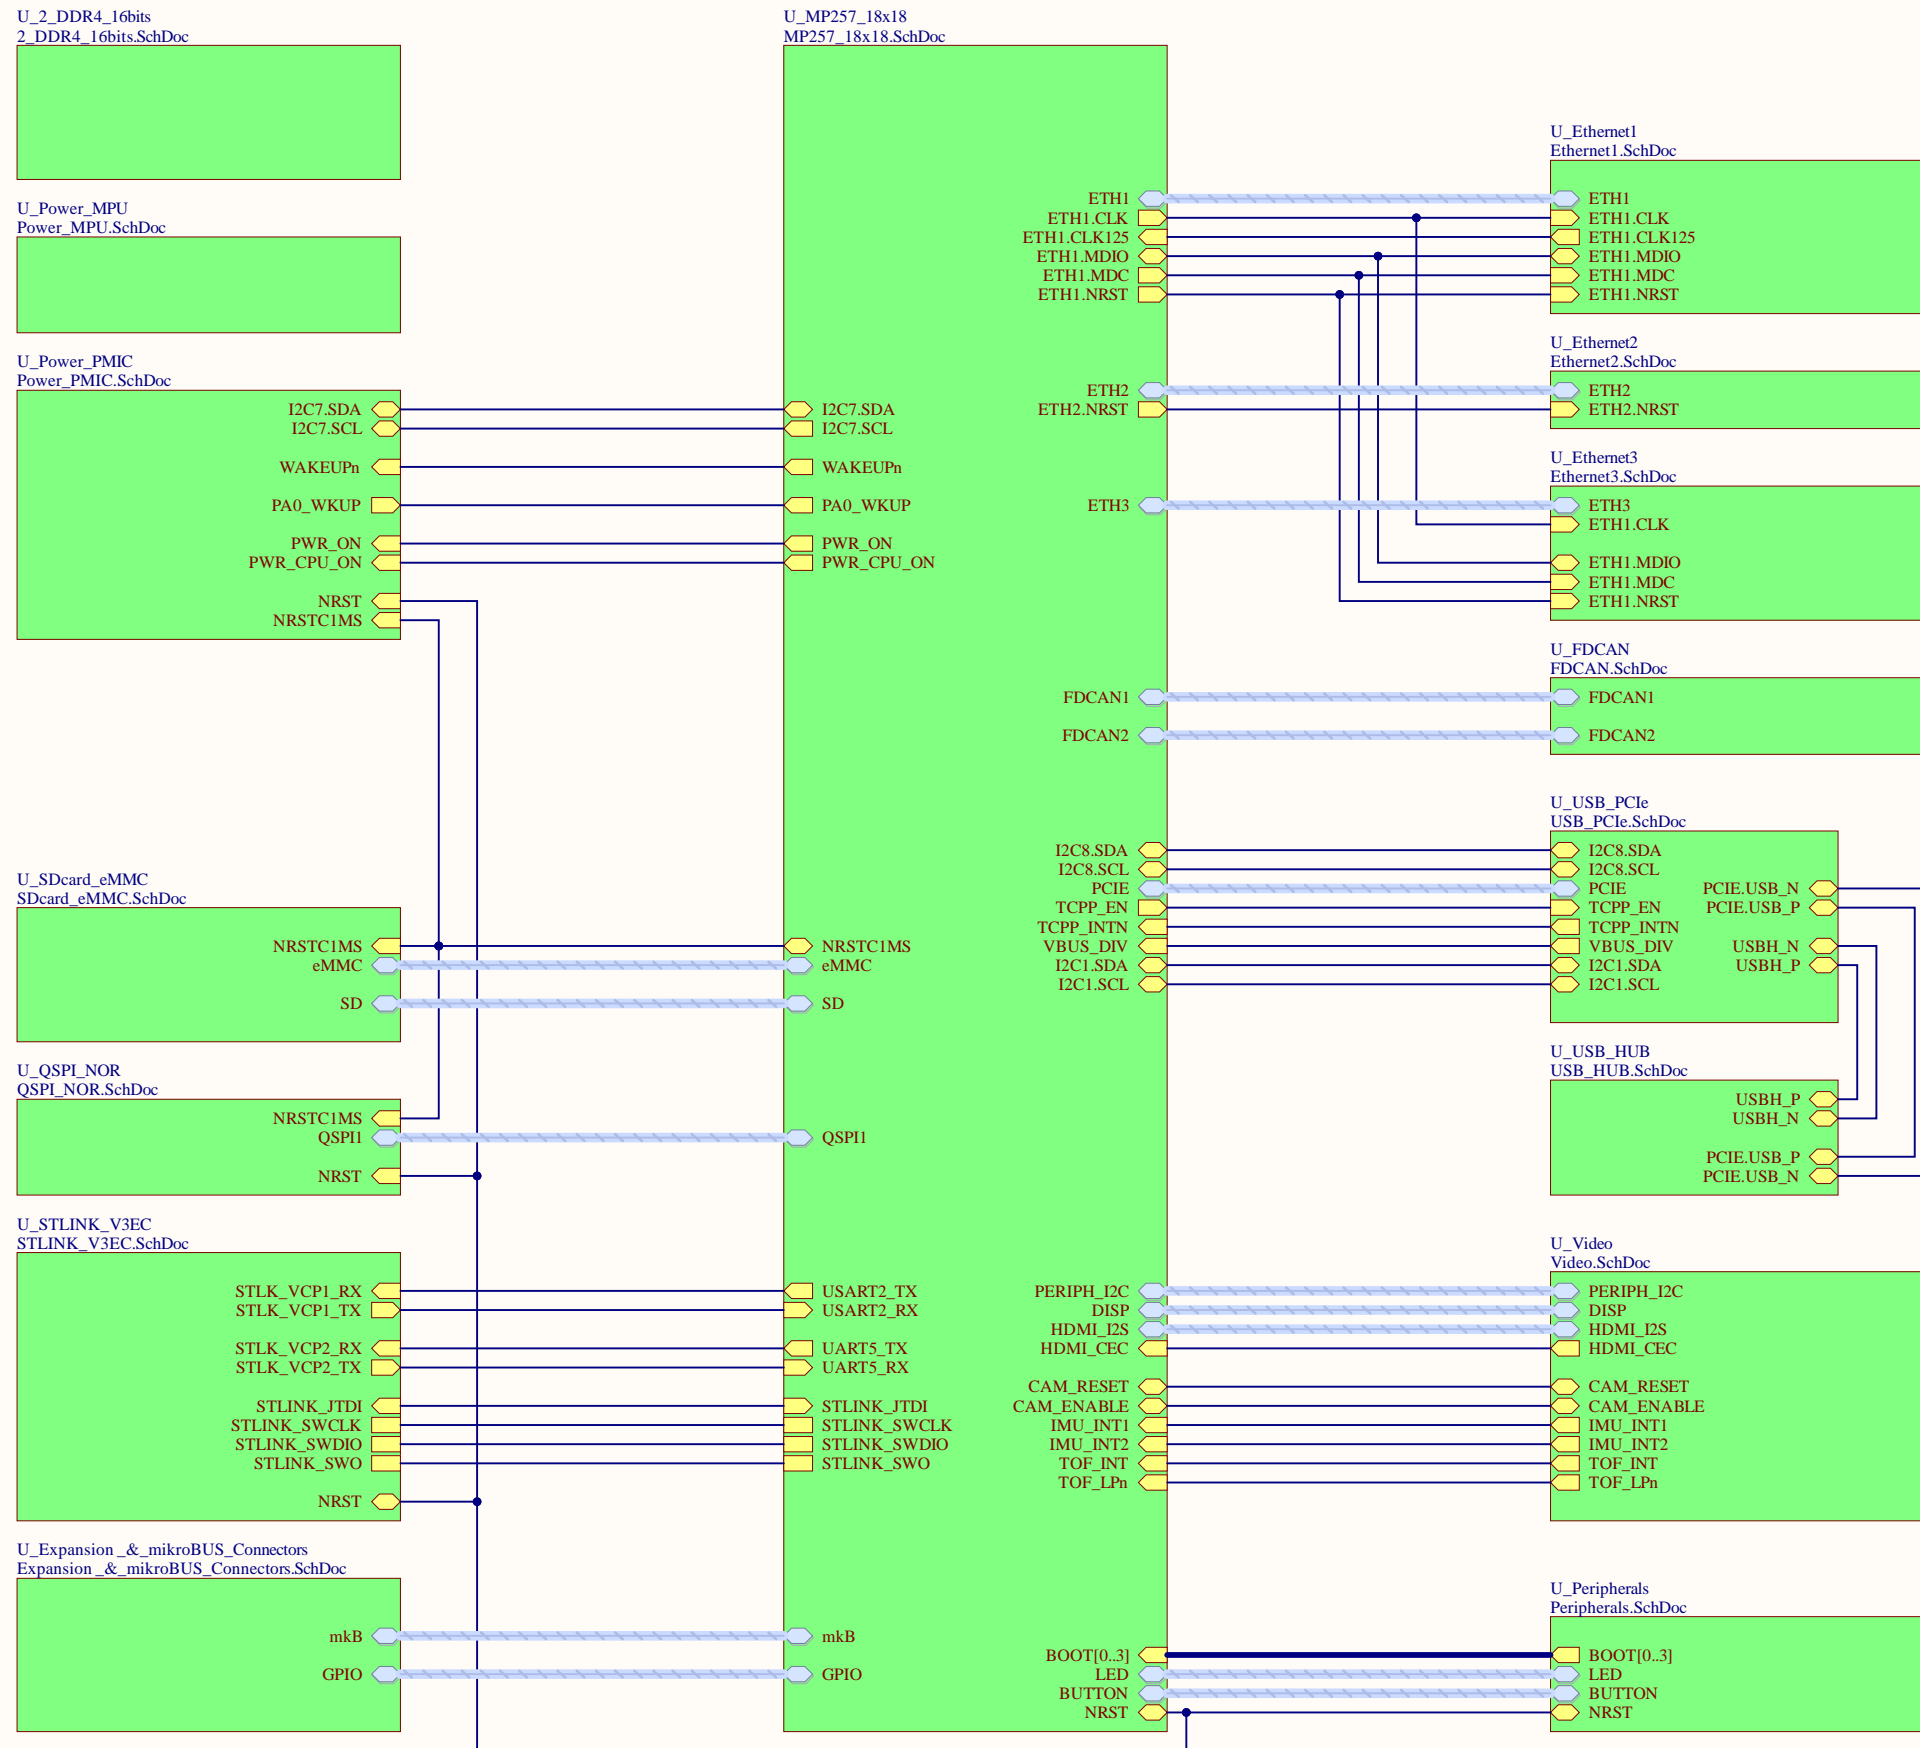 U_2_DDR4_16bits
2_DDR4_16bits.SchDoc
U_Power_MPU
Power_MPU.SchDoc
U_Power_PMIC
Power_PMIC.SchDoc
I2C7.SDA
I2C7.SCL
WAKEUPn
PA0_WKUP
PWR_ON
PWR_CPU_ON
NRST
NRSTC1MS
U_SDcard_eMMC
SDcard_eMMC.SchDoc
NRSTC1MS
eMMC
SD
U_QSPI_NOR
QSPI_NOR.SchDoc
NRSTC1MS
QSPI1
NRST
U_STLINK_V3EC
STLINK_V3EC.SchDoc
STLK_VCP1_RX
STLK_VCP1_TX
STLK_VCP2_RX
STLK_VCP2_TX
STLINK_JTDI
STLINK_SWCLK
STLINK_SWDIO
STLINK_SWO
NRST
U_Expansion _&_mikroBUS_Connectors
Expansion _&_mikroBUS_Connectors.SchDoc
mkB
GPIO
U_MP257_18x18
MP257_18x18.SchDoc
I2C7.SDA
I2C7.SCL
WAKEUPn
PA0_WKUP
PWR_ON
PWR_CPU_ON
NRSTC1MS
eMMC
SD
QSPI1
USART2_TX
USART2_RX
UART5_TX
UART5_RX
STLINK_JTDI
STLINK_SWCLK
STLINK_SWDIO
STLINK_SWO
mkB
GPIO
ETH1
ETH1.CLK
ETH1.CLK125
ETH1.MDIO
ETH1.MDC
ETH1.NRST
ETH2
ETH2.NRST
ETH3
FDCAN1
FDCAN2
I2C8.SDA
I2C8.SCL
PCIE
TCPP_EN
TCPP_INTN
VBUS_DIV
I2C1.SDA
I2C1.SCL
PERIPH_I2C
DISP
HDMI_I2S
HDMI_CEC
CAM_RESET
CAM_ENABLE
IMU_INT1
IMU_INT2
TOF_INT
TOF_LPn
BOOT[0..3]
LED
BUTTON
NRST
U_Ethernet1
Ethernet1.SchDoc
ETH1
ETH1.CLK
ETH1.CLK125
ETH1.MDIO
ETH1.MDC
ETH1.NRST
U_Ethernet2
Ethernet2.SchDoc
ETH2
ETH2.NRST
U_Ethernet3
Ethernet3.SchDoc
ETH3
ETH1.CLK
ETH1.MDIO
ETH1.MDC
ETH1.NRST
U_FDCAN
FDCAN.SchDoc
FDCAN1
FDCAN2
U_USB_PCIe
USB_PCIe.SchDoc
I2C8.SDA
I2C8.SCL
PCIE
TCPP_EN
TCPP_INTN
VBUS_DIV
I2C1.SDA
I2C1.SCL
PCIE.USB_N
PCIE.USB_P
USBH_N
USBH_P
U_USB_HUB
USB_HUB.SchDoc
USBH_P
USBH_N
PCIE.USB_P
PCIE.USB_N
U_Video
Video.SchDoc
PERIPH_I2C
DISP
HDMI_I2S
HDMI_CEC
CAM_RESET
CAM_ENABLE
IMU_INT1
IMU_INT2
TOF_INT
TOF_LPn
U_Peripherals
Peripherals.SchDoc
BOOT[0..3]
LED
BUTTON
NRST